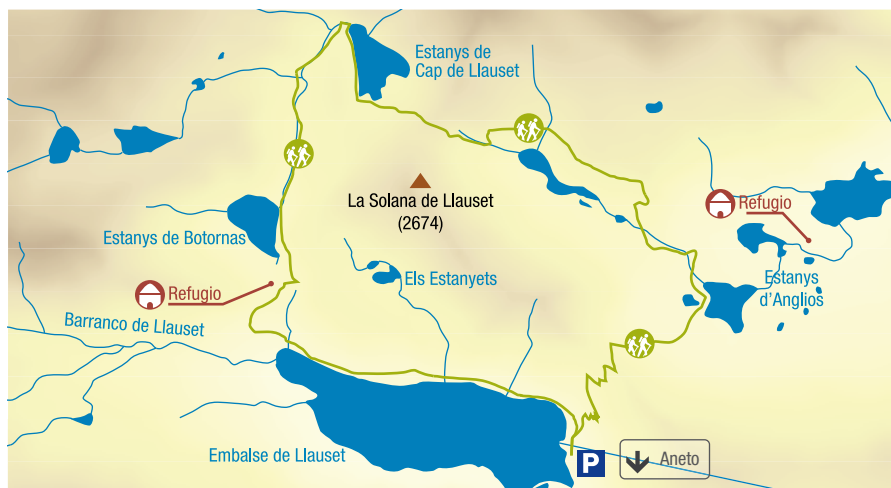 Estanys de
Cap de Llauset
La Solana de Llauset
(2674)
Refugio
Estanys de Botornas
Els Estanyets
Estanys
d'Anglios
Refugio
Barranco de Llauset
Embalse de Llauset
P
Aneto